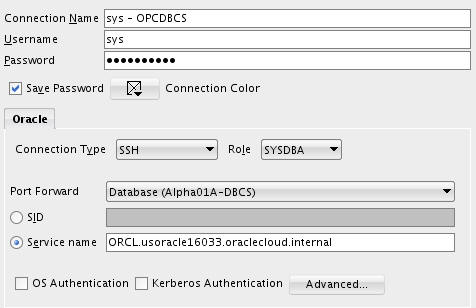 Connection Name sys - OPCDBCS
Username sys
Password ••••••••••
Save Password Connection Color
Oracle
Connection Type SSH Role SYSDBA
Port Forward Database (Alpha01A-DBCS)
SID
Service name ORCL.usoracle16033.oraclecloud.internal
OS Authentication Kerberos Authentication Advanced...